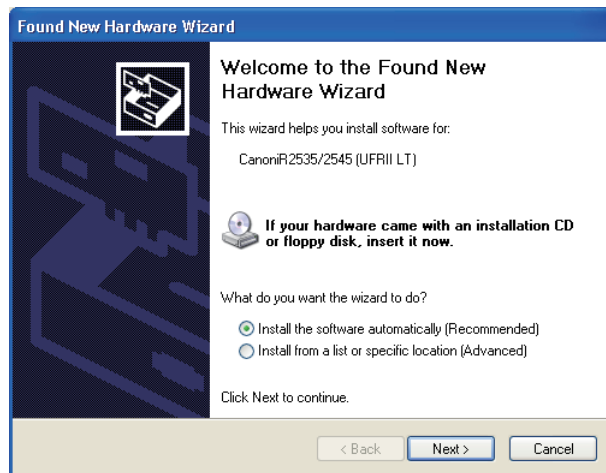 Found New Hardware Wizard
Welcome to the Found New
Hardware Wizard
This wizard helps you install software for:
CanoniR2535/2545 (UFRII LT)
If your hardware came with an installation CD
or floppy disk, insert it now.
What do you want the wizard to do?
Install the software automatically (Recommended)
Install from a list or specific location (Advanced)
Click Next to continue.
< Back
Next >
Cancel